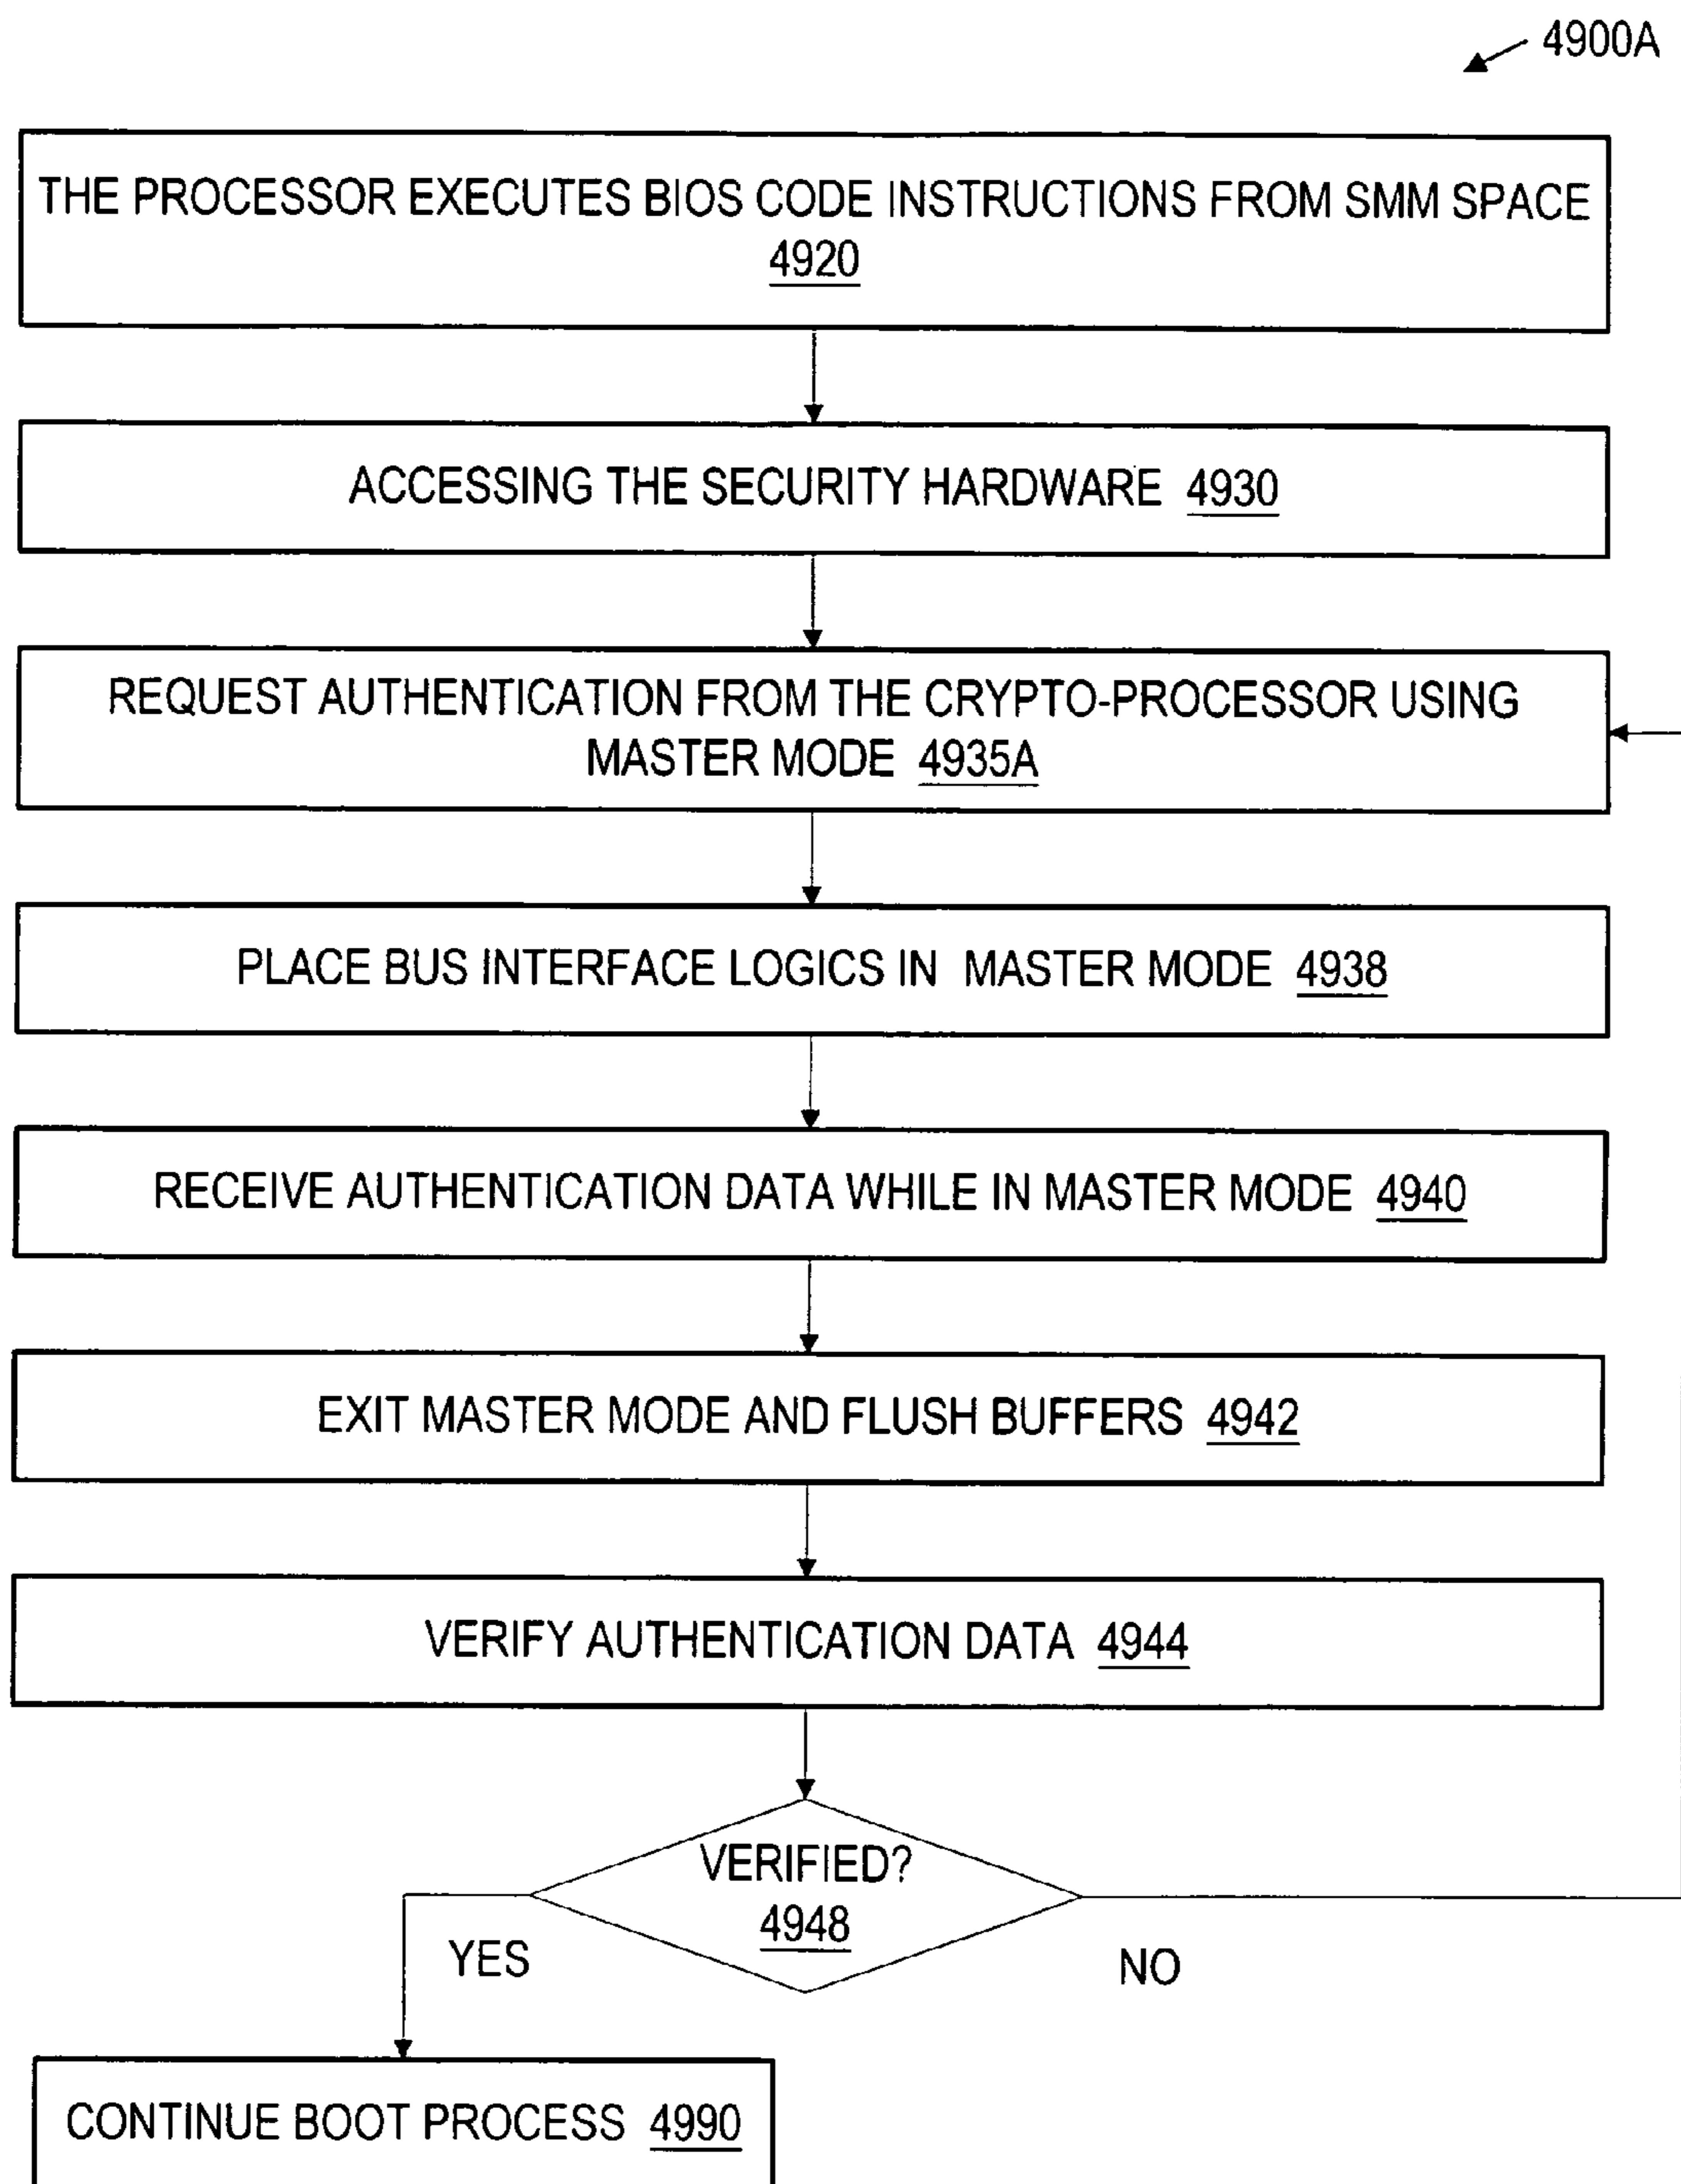 4900A
THE PROCESSOR EXECUTES BIOS CODE INSTRUCTIONS FROM SMM SPACE
4920
ACCESSING THE SECURITY HARDWARE 4930
REQUEST AUTHENTICATION FROM THE CRYPTO-PROCESSOR USING
MASTER MODE 4935A
PLACE BUS INTERFACE LOGICS IN MASTER MODE 4938
RECEIVE AUTHENTICATION DATA WHILE IN MASTER MODE 4940
EXIT MASTER MODE AND FLUSH BUFFERS 4942
VERIFY AUTHENTICATION DATA 4944
VERIFIED?
4948
YES
NO
CONTINUE BOOT PROCESS 4990